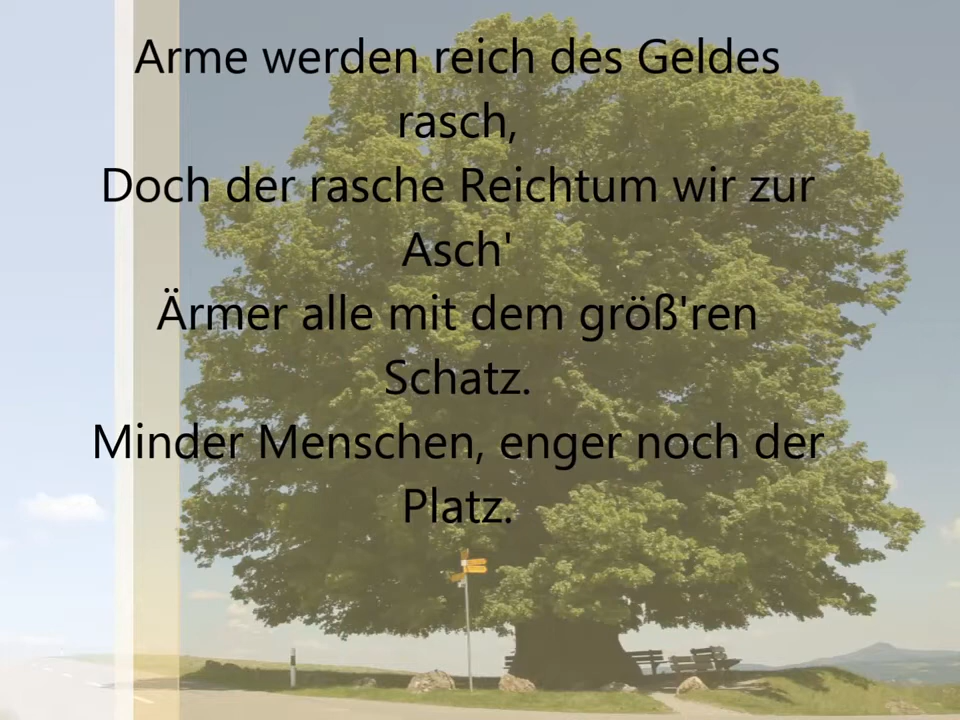 Arme werden reich des Geldes
rasch,
Doch der rasche Reichtum wir zur
Asch'
Ärmer alle mit dem größ'ren
Schatz.
Minder Menschen, enger noch der
Platz.